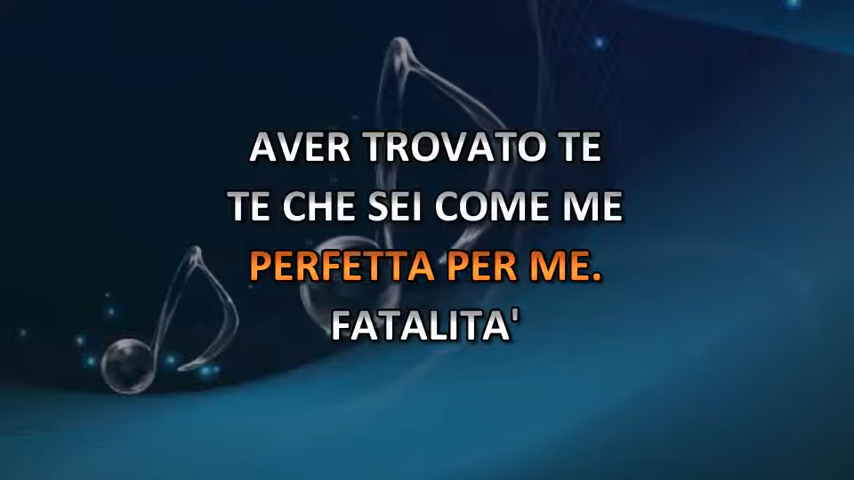 AVER TROVATO TE
TE CHE SEI COME ME
PERFETTA PER ME.
FATALITA'